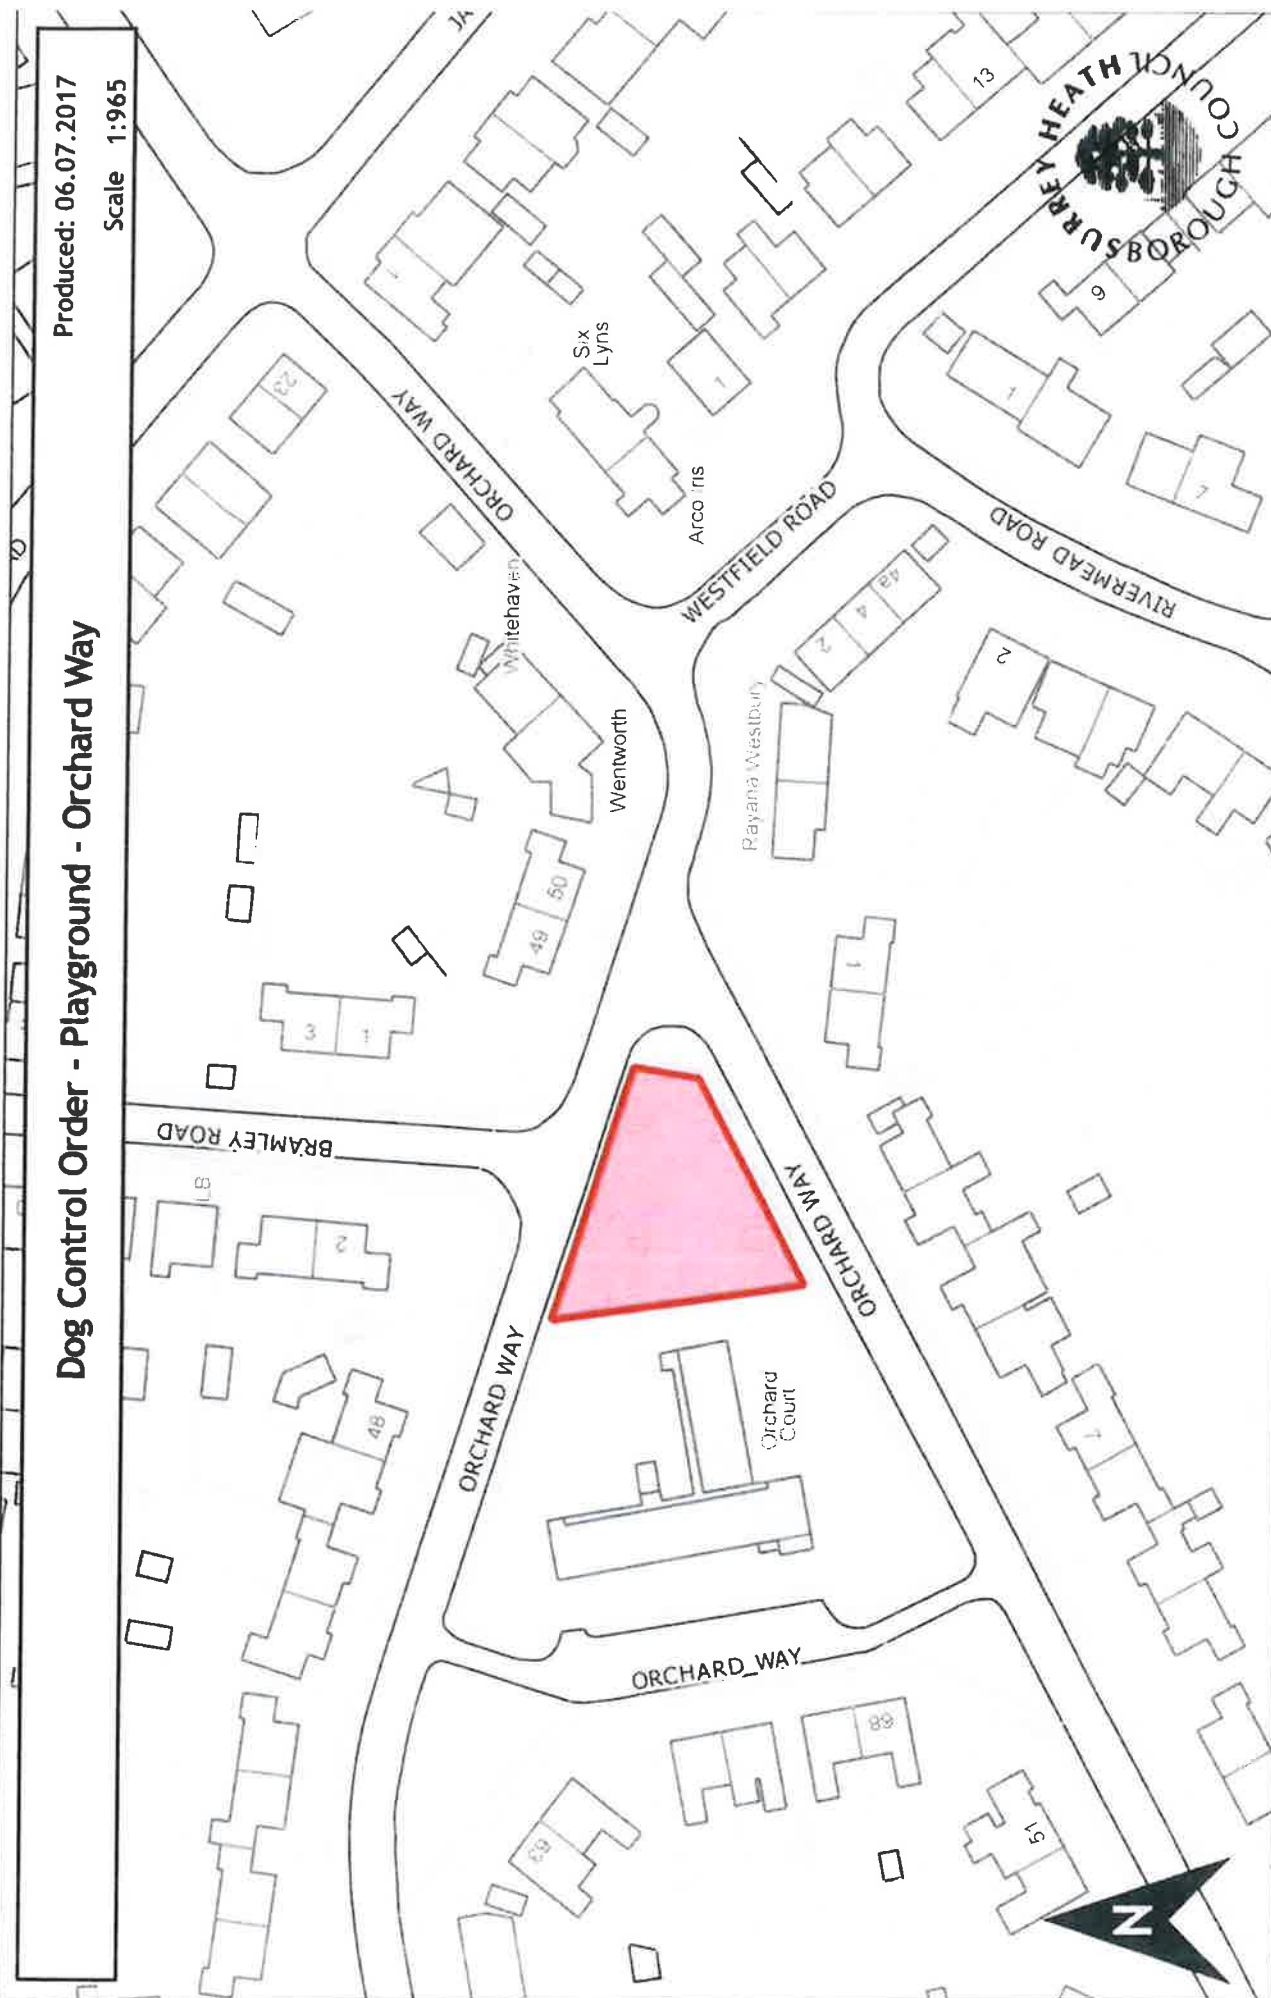 Dog Control Order - Playground - Orchard Way
Produced: 06.07.2017
Scale 1:965
JA
13
SURREY HEATH
BOROUGH COUNCIL
9
1
23
ORCHARD WAY
Six
Lyns
1
1
7
Arco Iris
WESTFIELD ROAD
RIVERMEAD ROAD
Whitehaven
4a
4
2
2
Wentworth
Rayana Westbury
50
49
1
3
1
BRAMLEY ROAD
2
ORCHARD WAY
ORCHARD WAY
48
Orchard
Court
7
ORCHARD WAY
68
63
51
N